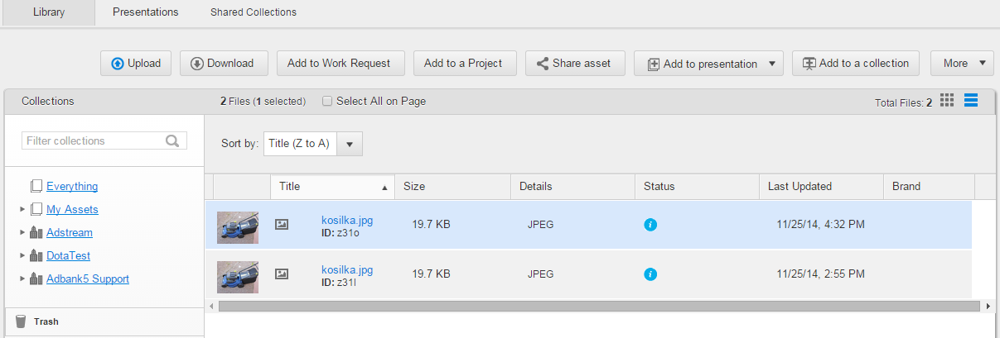 Library Presentations Shared Collections
Upload Download Add to Work Request Add to a Project Share asset Add to presentation Add to a collection More
Collections 2 Files (1 selected) Select All on Page Total Files: 2
Filter collections
Sort by: Title (Z to A)
Everything
My Assets
Adstream
DotaTest
Adbank5 Support
Trash
Title Size Details Status Last Updated Brand
kosilka.jpg 19.7 KB JPEG 11/25/14, 4:32 PM
ID: z31o
kosilka.jpg 19.7 KB JPEG 11/25/14, 2:55 PM
ID: z31l